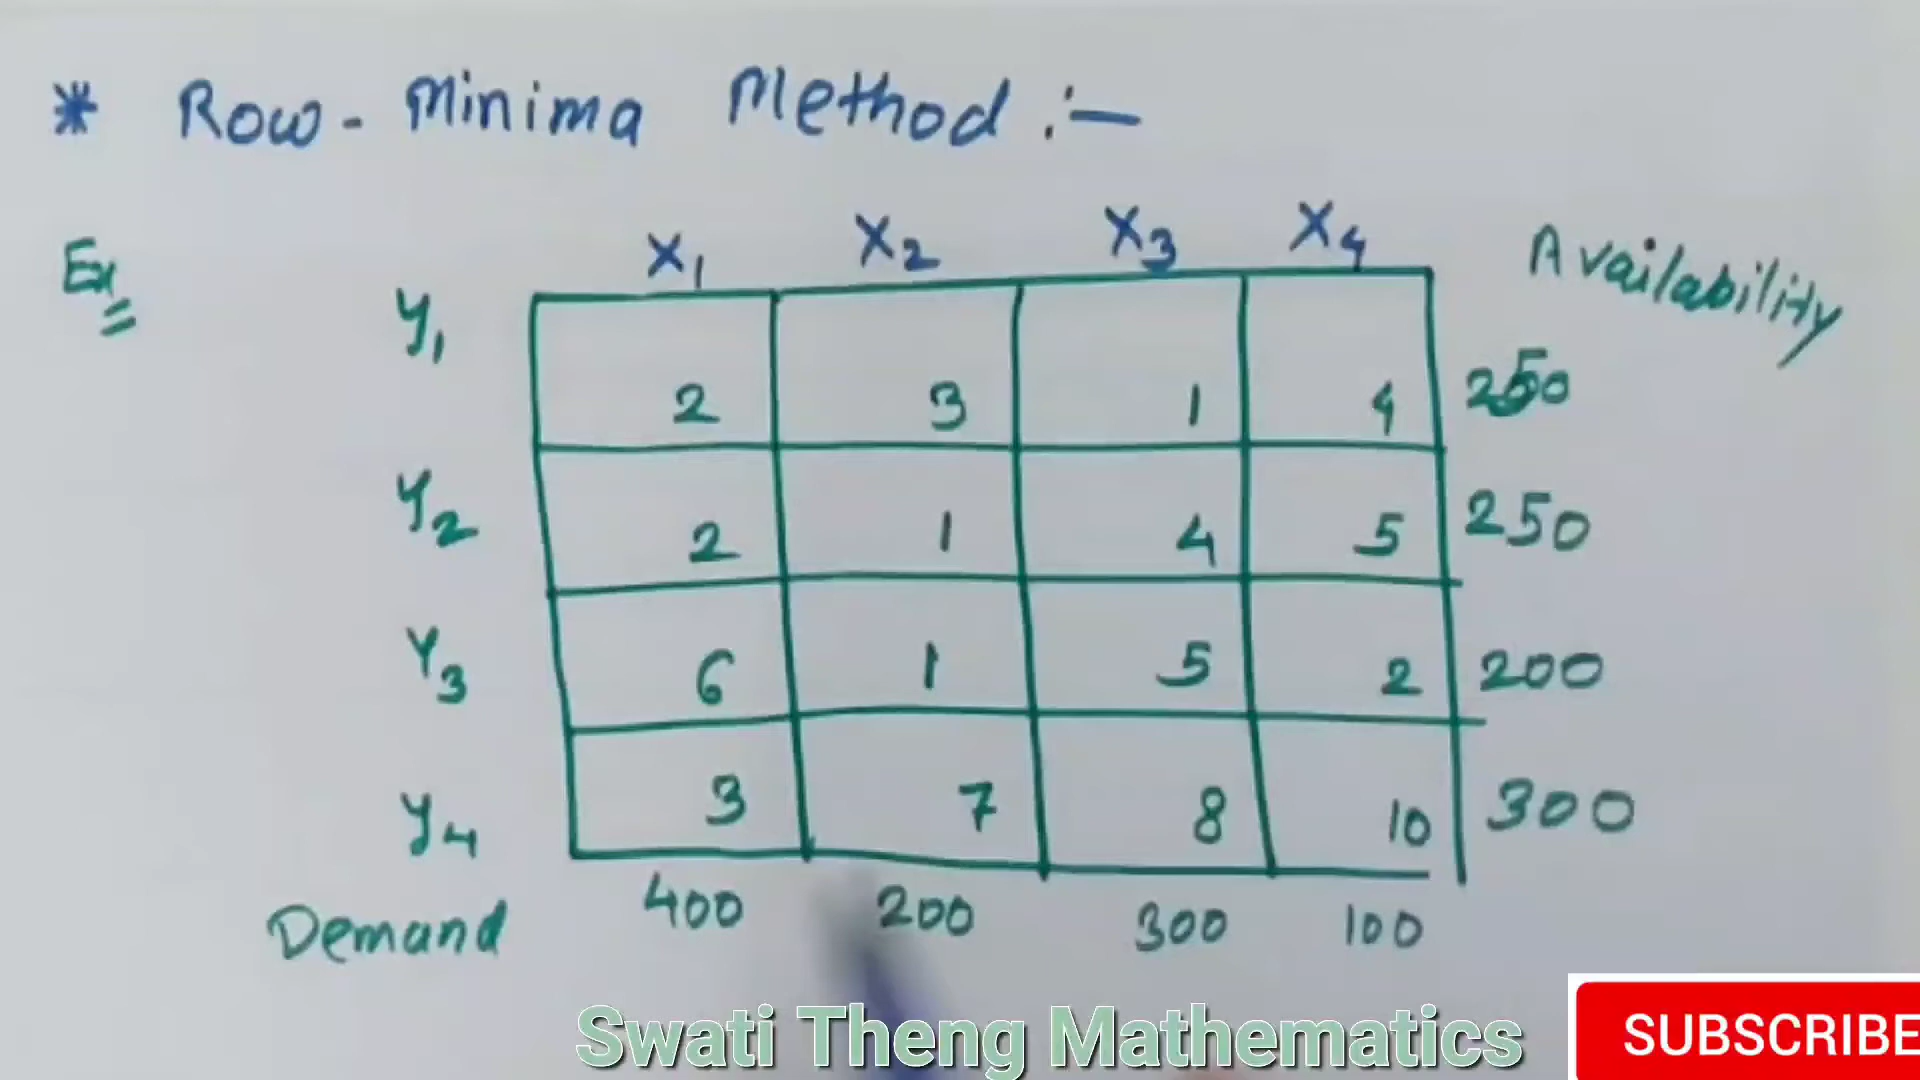 * Row-Minima Method :-
Ex
X1 X2 X3 X4 Availability
Y1 2 3 1 4 250
Y2 2 1 4 5 250
Y3 6 1 5 2 200
Y4 3 7 8 10 300
Demand 400 200 300 100
Swati Theng Mathematics
SUBSCRIBE